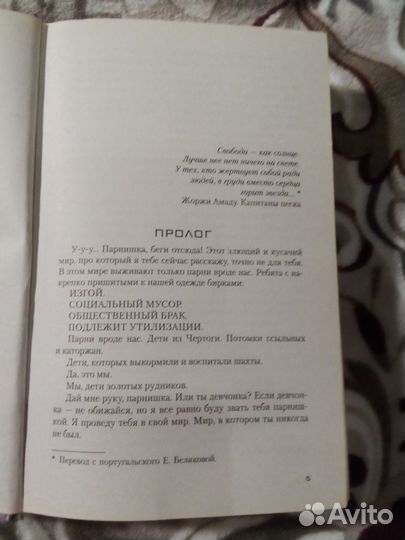 Свобода — как солнце.
Лучше нее нет ничего на свете.
У тех, кто жертвует собой ради
людей, в груди вместо сердца
горит звезда... *
Жоржи Амаду. Капитаны песка
ПРОЛОГ
У-у-у... Парнишка, беги отсюда! Этот злющий и кусачий
мир, про который я тебе сейчас расскажу, точно не для тебя.
В этом мире выживают только парни вроде нас. Ребята с на-
крепко пришитыми к нашей одежде бирками:
ИЗГОЙ.
СОЦИАЛЬНЫЙ МУСОР.
ОБЩЕСТВЕННЫЙ БРАК.
ПОДЛЕЖИТ УТИЛИЗАЦИИ.
Парни вроде нас. Дети из Чертоги. Потомки ссыльных
и каторжан.
Дети, которых выкормили и воспитали шахты.
Да, это мы.
Мы, дети золотых рудников.
Дай мне руку, парнишка. Или ты девчонка? Если девчон-
ка — не обижайся, но я все равно буду звать тебя парниш-
кой. Я проведу тебя в свой мир. Мир, в котором ты никогда
не был.
* Перевод с португальского Е. Беляковой.
5
Avito